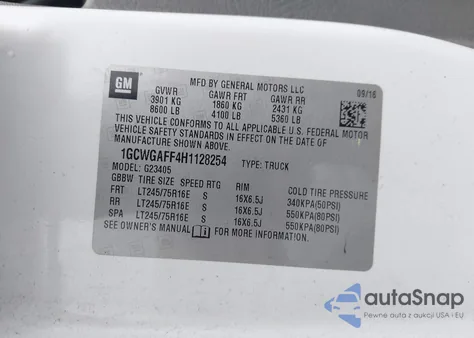 GM
MFD BY GENERAL MOTORS LLC
09/16
GVWR GAWR FRT GAWR RR
3901 KG 1860 KG 2431 KG
8600 LB 4100 LB 5360 LB
THIS VEHICLE CONFORMS TO ALL APPLICABLE U.S. FEDERAL MOTOR
VEHICLE SAFETY STANDARDS IN EFFECT ON THE DATE OF
MANUFACTURE SHOWN ABOVE.
1GCWGAFF4H1128254 TYPE: TRUCK
MODEL: G23405
GBBW TIRE SIZE SPEED RTG RIM COLD TIRE PRESSURE
FRT LT245/75R16E S 16X6.5J 340KPA(50PSI)
RR LT245/75R16E S 16X6.5J 550KPA(80PSI)
SPA LT245/75R16E S 16X6.5J 550KPA(80PSI)
SEE OWNER'S MANUAL FOR MORE INFORMATION.
autoSnap
Pewne auta z aukcji USA i EU